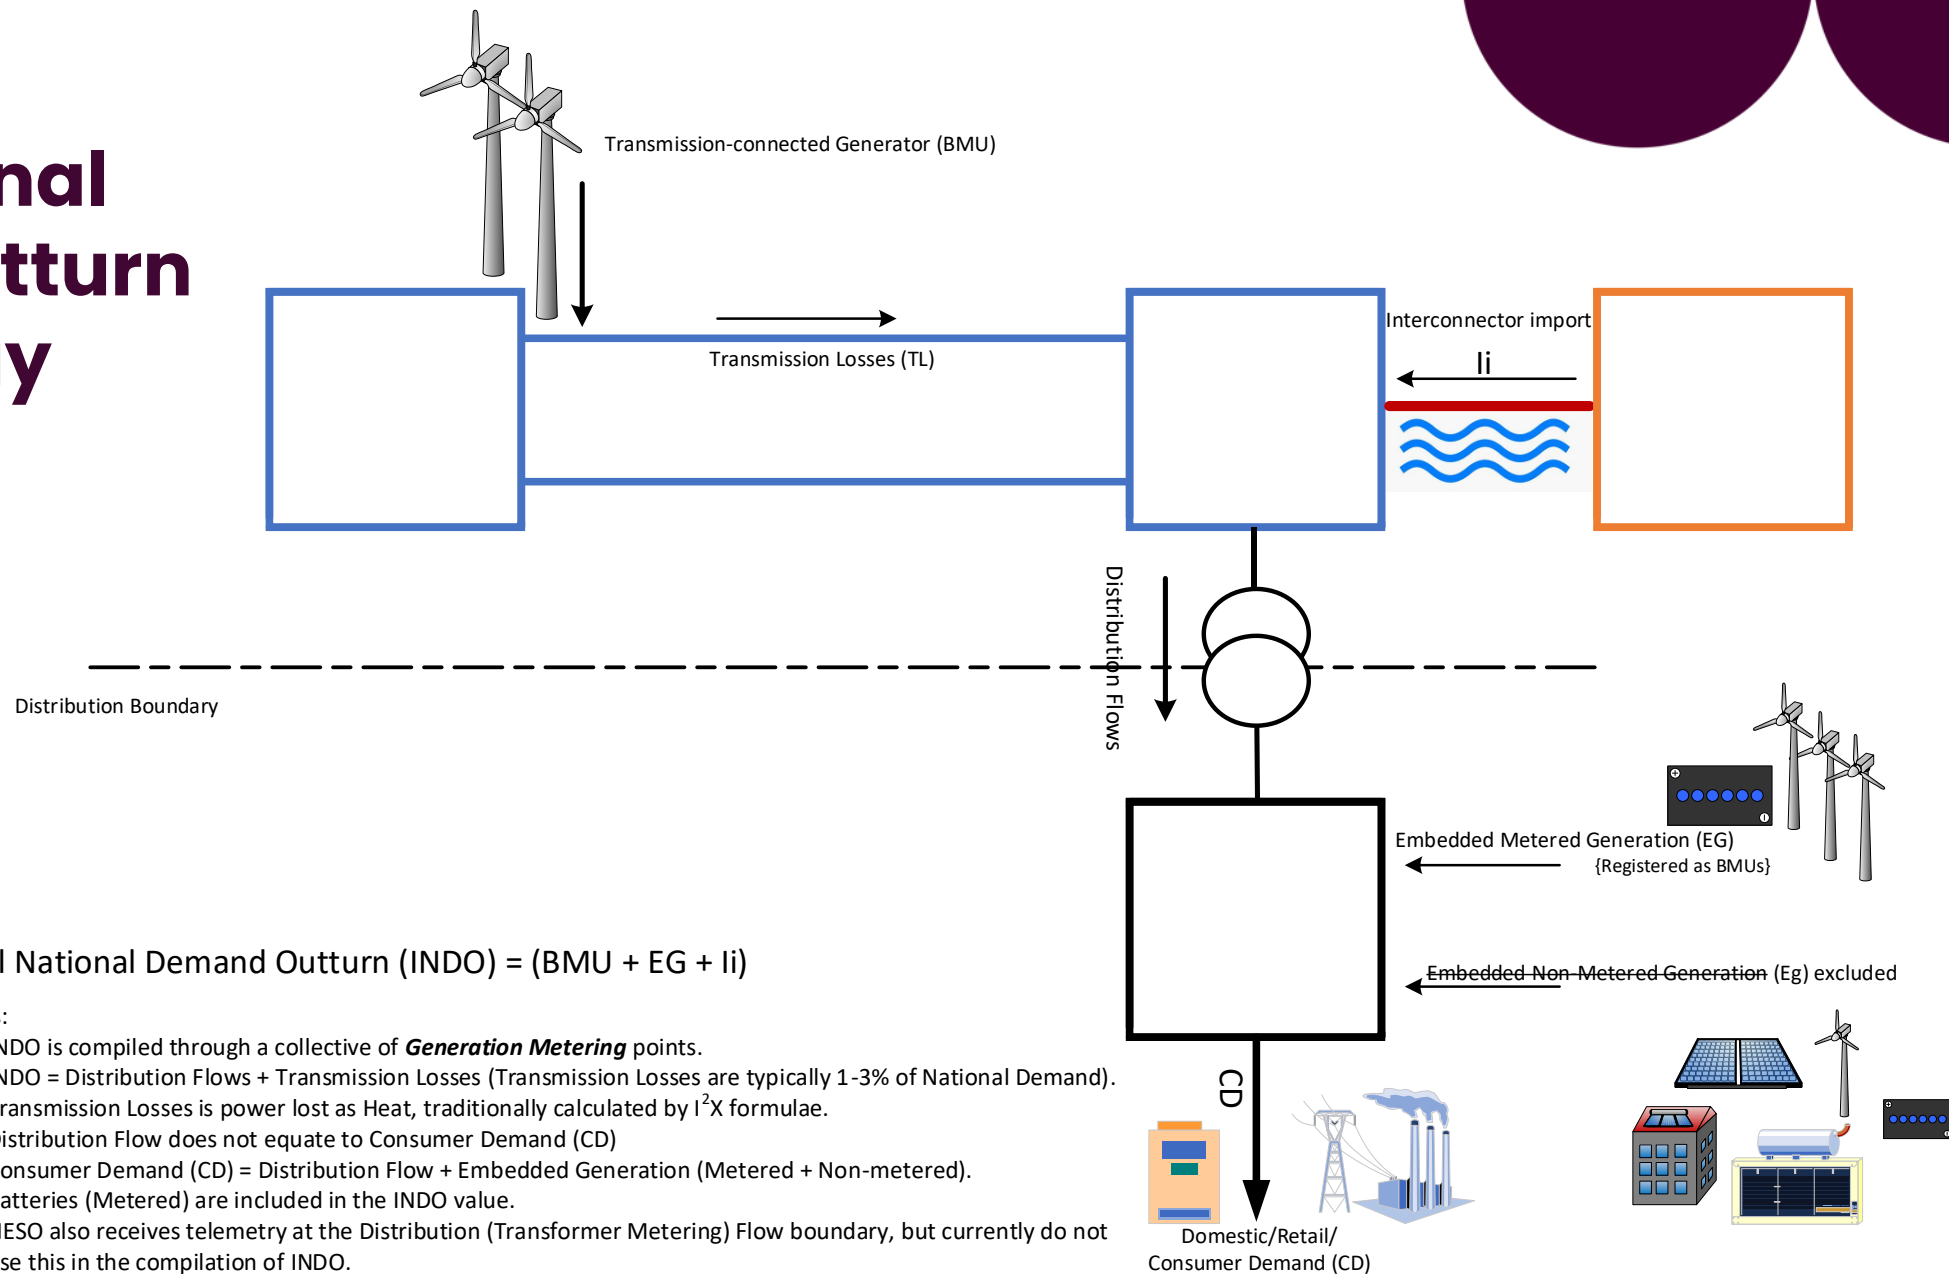 nal
tturn
gy
Transmission-connected Generator (BMU)
Transmission Losses (TL)
Interconnector import
Ii
Distribution Flows
Distribution Boundary
Embedded Metered Generation (EG)
{Registered as BMUs}
Embedded Non-Metered Generation (Eg) excluded
CD
Domestic/Retail/
Consumer Demand (CD)
l National Demand Outturn (INDO) = (BMU + EG + Ii)
s:
NDO is compiled through a collective of Generation Metering points.
NDO = Distribution Flows + Transmission Losses (Transmission Losses are typically 1-3% of National Demand).
ransmission Losses is power lost as Heat, traditionally calculated by I²X formulae.
istribution Flow does not equate to Consumer Demand (CD)
onsumer Demand (CD) = Distribution Flow + Embedded Generation (Metered + Non-metered).
atteries (Metered) are included in the INDO value.
IESO also receives telemetry at the Distribution (Transformer Metering) Flow boundary, but currently do not
se this in the compilation of INDO.